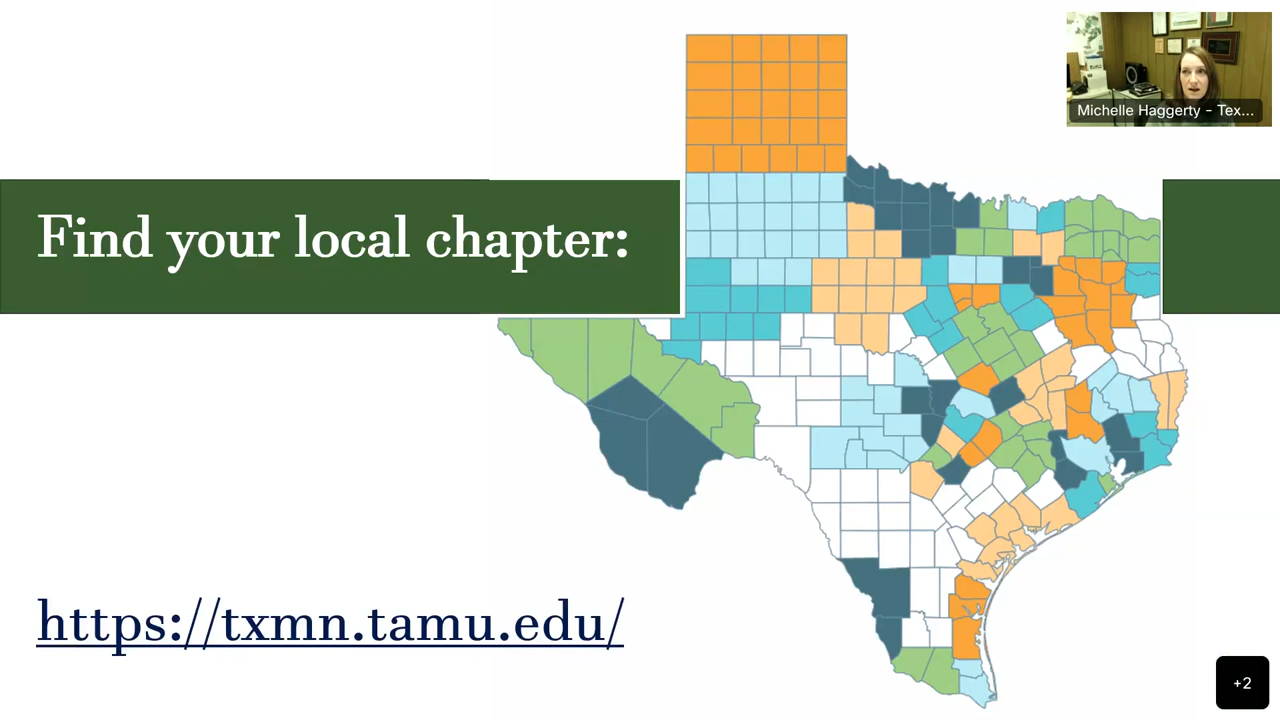 Michelle Haggerty - Tex...
Find your local chapter:
https://txmn.tamu.edu/
+2